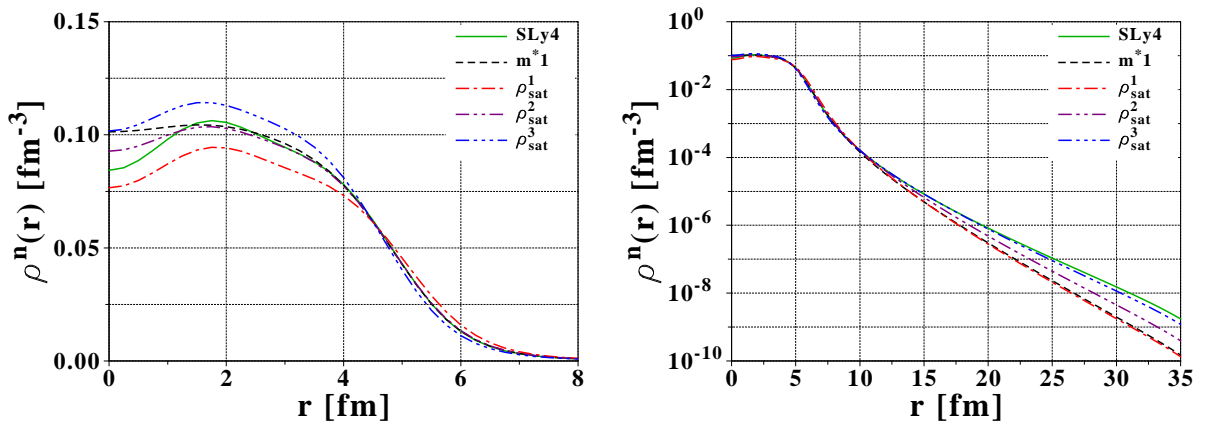 0.15
0.10
0.05
0.00
ρⁿ(r) [fm⁻³]
0 2 4 6 8
r [fm]
SLy4
m*1
ρ¹sat
ρ²sat
ρ³sat
10⁰
10⁻²
10⁻⁴
10⁻⁶
10⁻⁸
10⁻¹⁰
ρⁿ(r) [fm⁻³]
0 5 10 15 20 25 30 35
r [fm]
SLy4
m*1
ρ¹sat
ρ²sat
ρ³sat